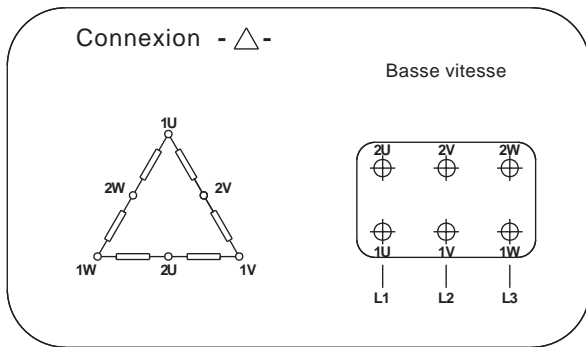 Connexion - △ -
Basse vitesse
1U
2W 2V
1W 2U 1V
2U 2V 2W
1U 1V 1W
L1 L2 L3